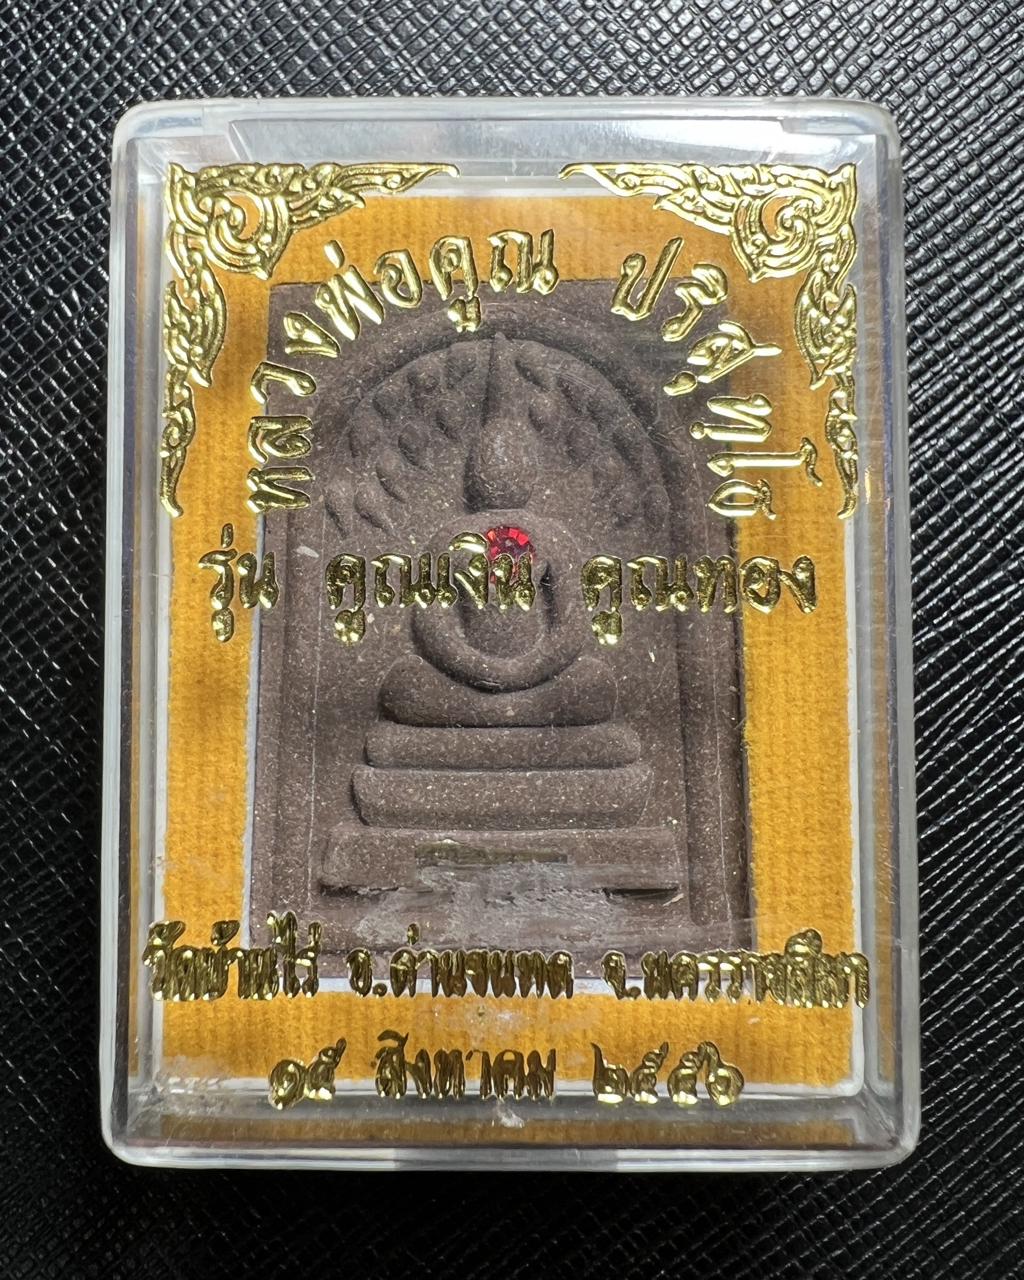 หลวงพ่อคูณ ปริสุทฺโธ
รุ่น คูณเงิน คูณทอง
วัดบ้านไร่ อ.ด่านขุนทด จ.นครราชสีมา
๑๕ สิงหาคม ๒๕๕๖